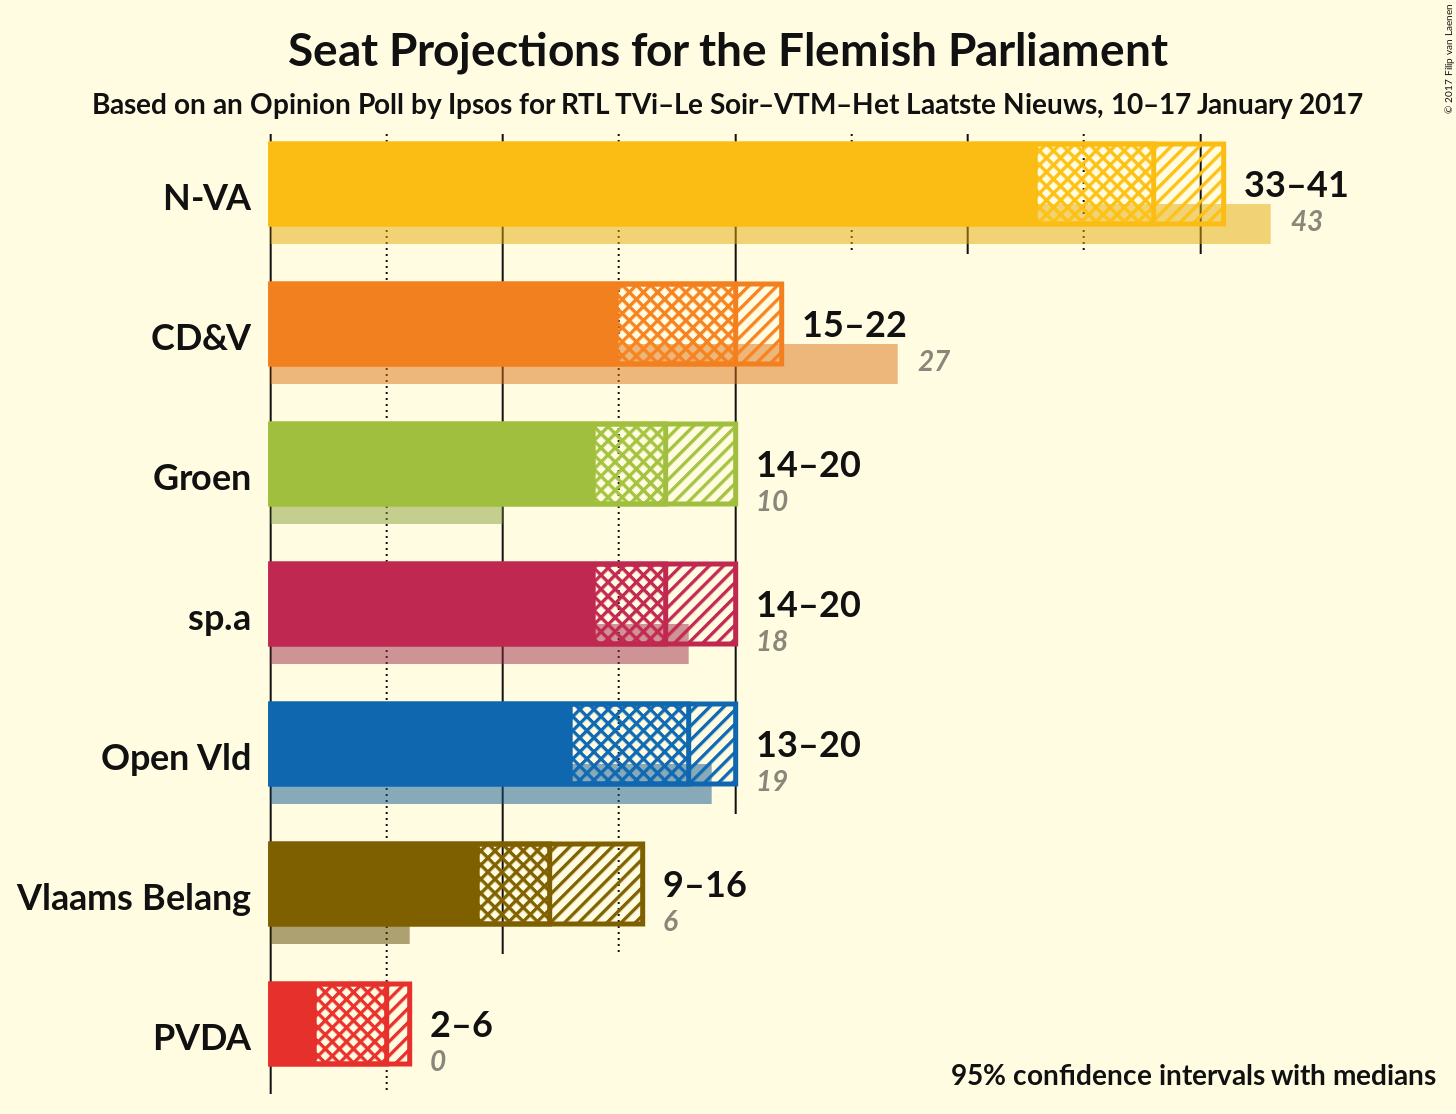 Seat Projections for the Flemish Parliament
Based on an Opinion Poll by Ipsos for RTL TVi–Le Soir–VTM–Het Laatste Nieuws, 10–17 January 2017
© 2017 Filip van Laenen
N-VA
33–41
43
CD&V
15–22
27
Groen
14–20
10
sp.a
14–20
18
Open Vld
13–20
19
Vlaams Belang
9–16
6
PVDA
2–6
0
95% confidence intervals with medians